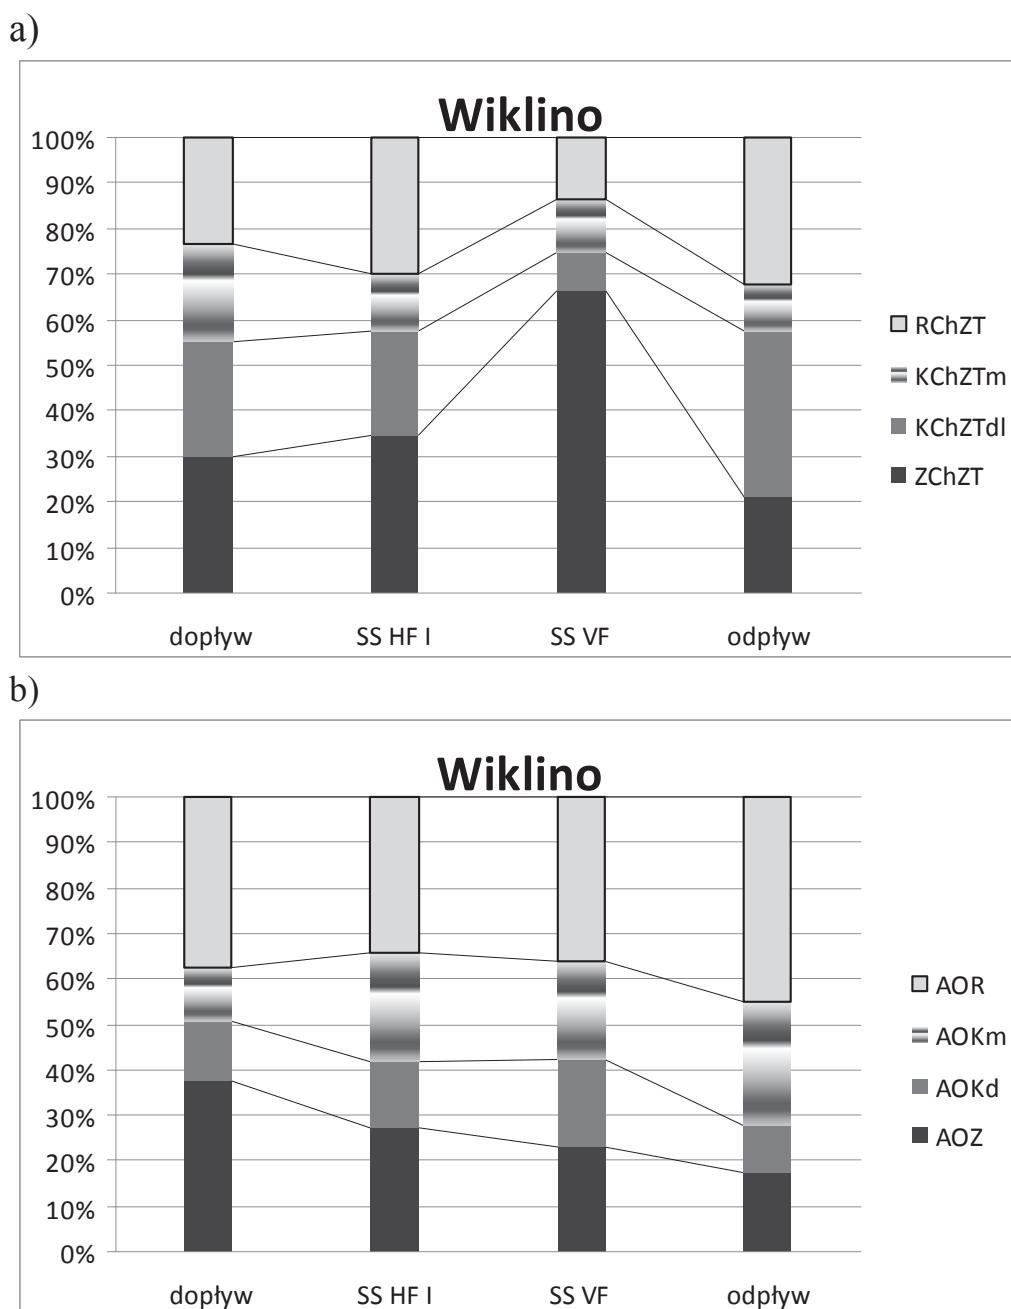 a)
Wiklino
100%
90%
80%
70%
60%
50%
40%
30%
20%
10%
0%
dopływ SS HF I SS VF odpływ
RChZT
KChZTm
KChZTdl
ZChZT
b)
Wiklino
100%
90%
80%
70%
60%
50%
40%
30%
20%
10%
0%
dopływ SS HF I SS VF odpływ
AOR
AOKm
AOKd
AOZ